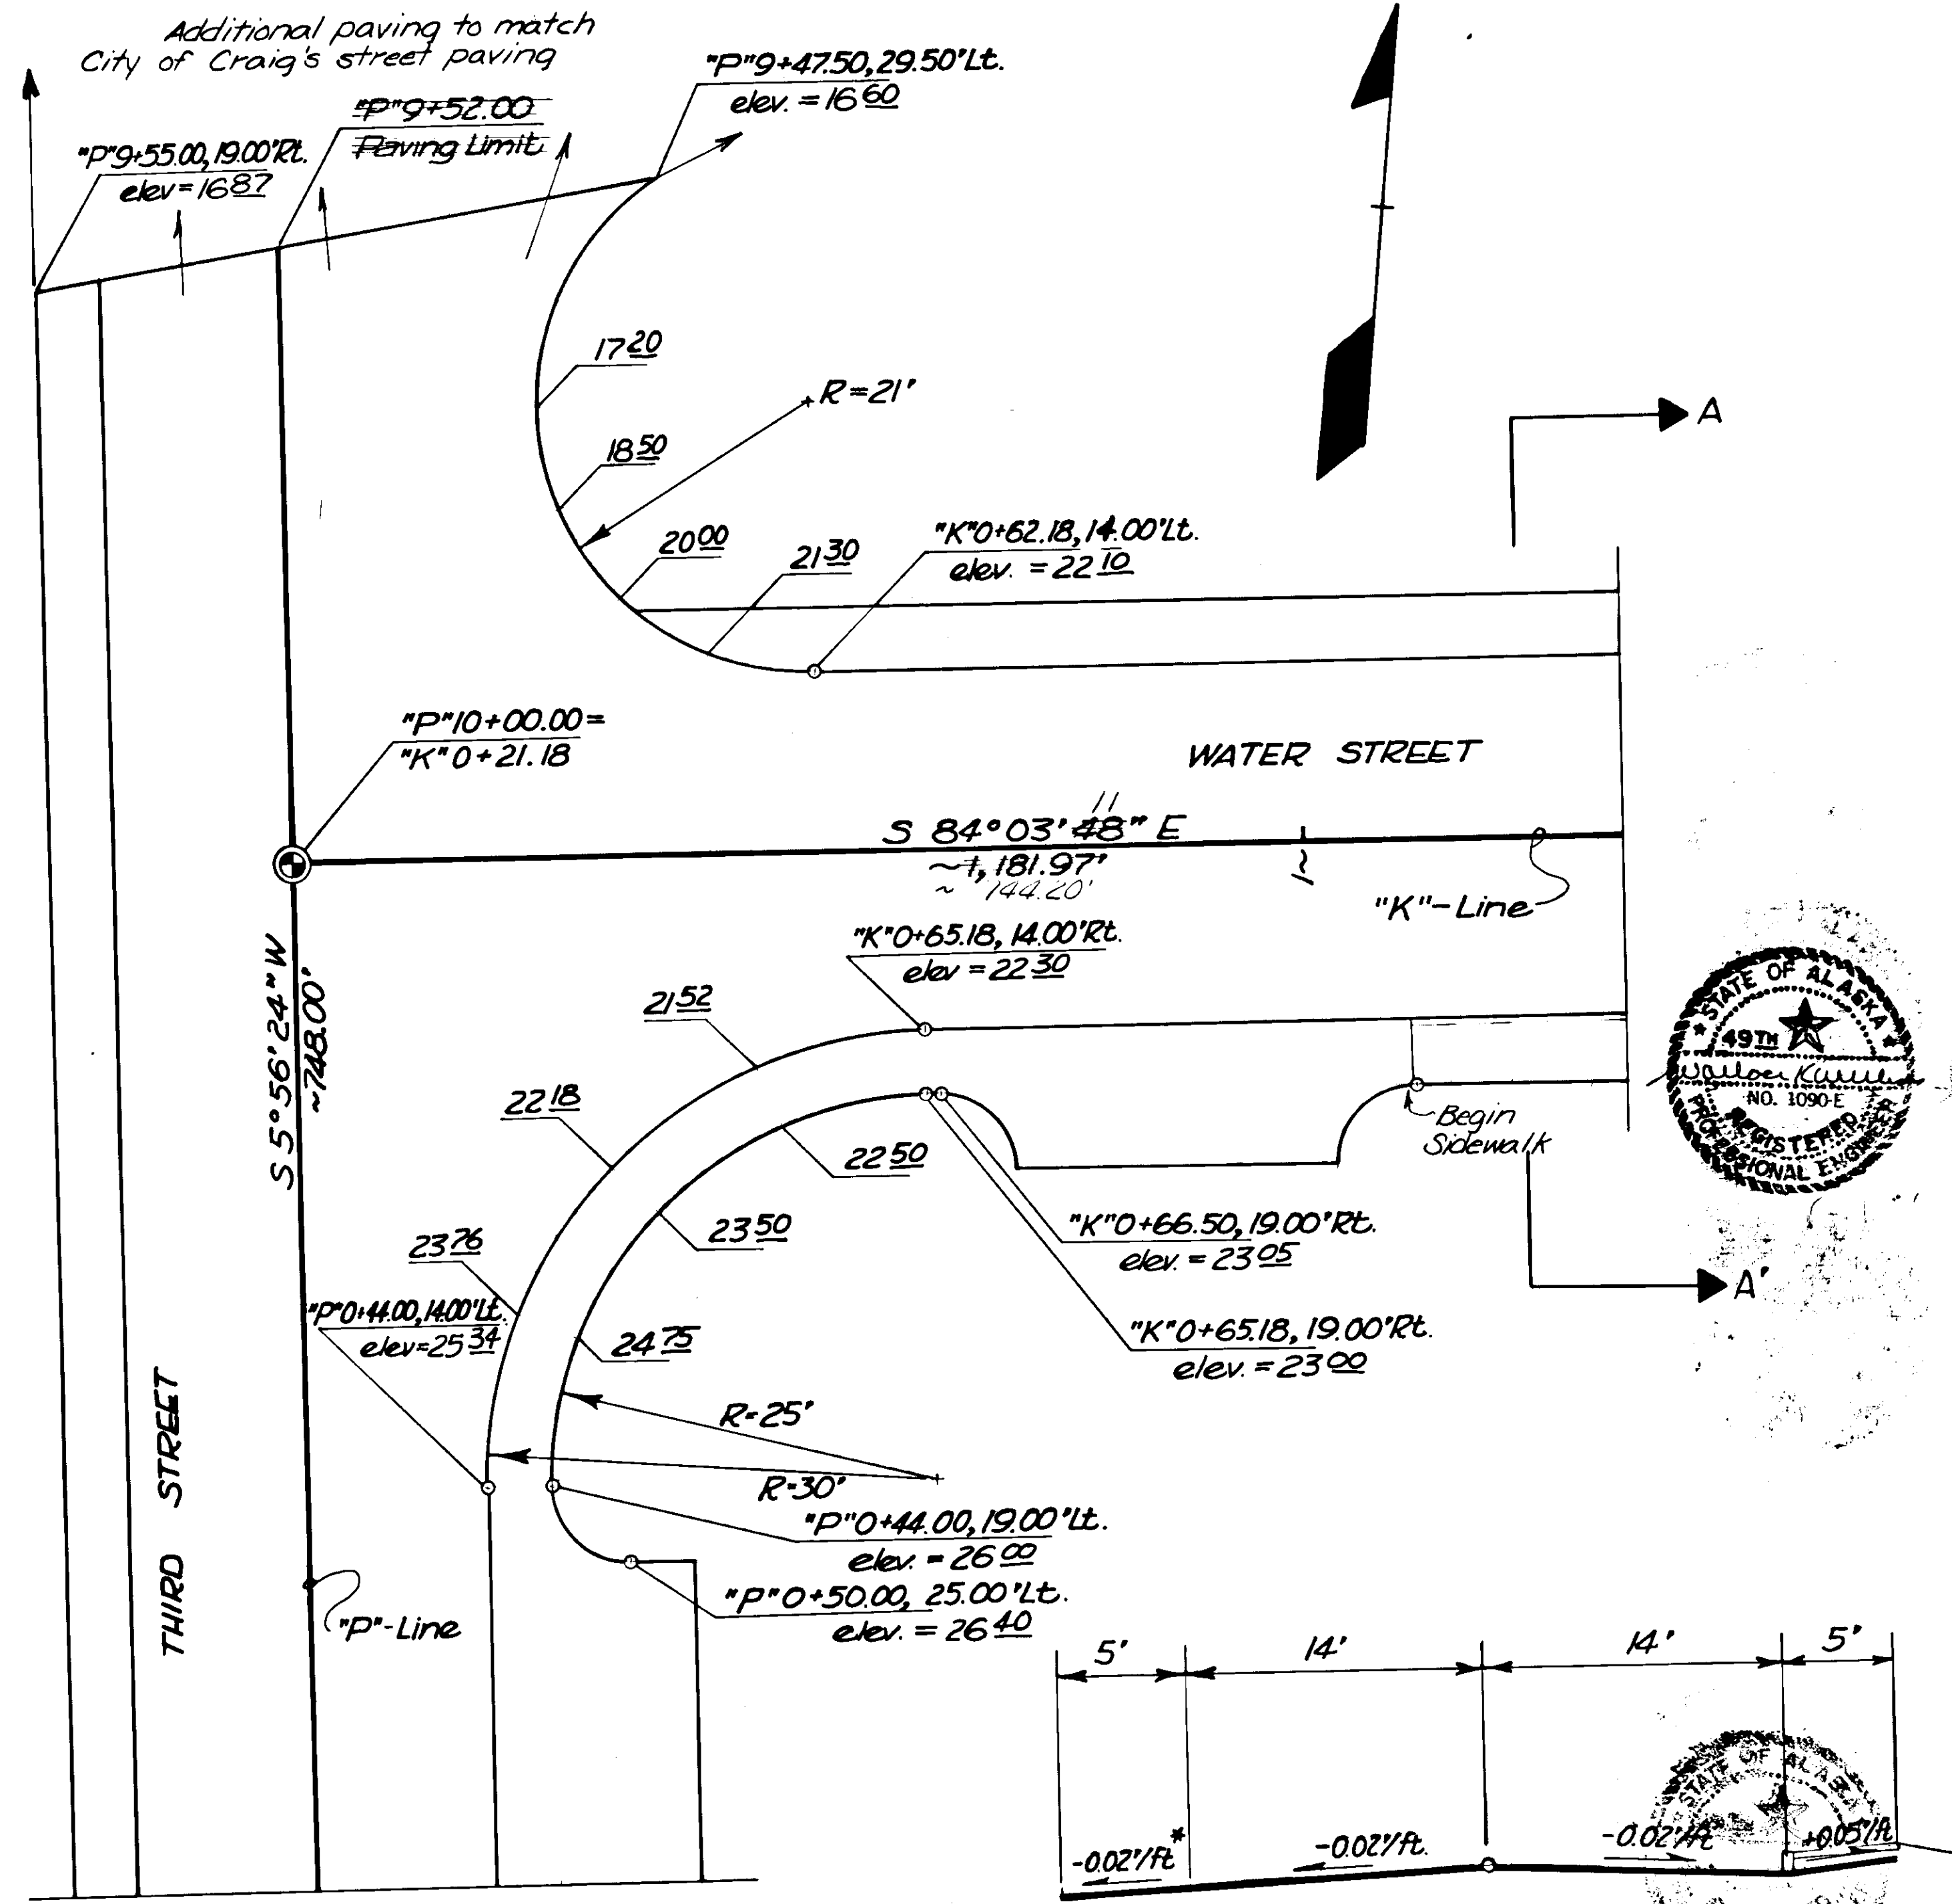 Additional paving to match
City of Craig's street paving
"P"9+47.50, 29.50'Lt.
elev. = 16 60
"P"9+52.00
Paving Limit
"P"9+55.00, 19.00'Rt.
elev = 16 87
17 20
R=21'
18 50
A
20 00
21 30
"K"0+62.18, 14.00'Lt.
elev. = 22 10
"P"10+00.00 =
"K"0+21.18
WATER STREET
11
S 84°03'48" E
~1,181.97'
~ 144.20'
"K"-Line
"K"0+65.18, 14.00'Rt.
elev = 22 30
S 5°56'24" W
~748.00'
21 52
22 18
22 50
Begin
Sidewalk
STATE OF ALASKA
49TH
NO. 1090-E
REGISTERED
PROFESSIONAL ENGINEER
23 50
23 76
"K"0+66.50, 19.00'Rt.
elev. = 23 05
A'
"P"0+44.00, 14.00'Lt.
elev=25 34
24 75
"K"0+65.18, 19.00'Rt.
elev. = 23 00
R=25'
R=30'
"P"0+44.00, 19.00'Lt.
elev. = 26 00
"P"0+50.00, 25.00'Lt.
elev. = 26 40
THIRD STREET
"P"-Line
5' 14' 14' 5'
STATE OF ALASKA
-0.02'/ft* -0.02'/ft. -0.02'/ft +0.05'/ft